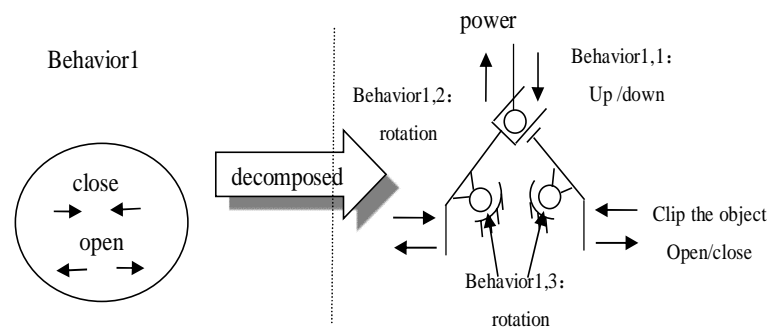 Behavior1
close
open
decomposed
power
Behavior1,1：
Up /down
Behavior1,2：
rotation
Clip the object
Open/close
Behavior1,3：
rotation